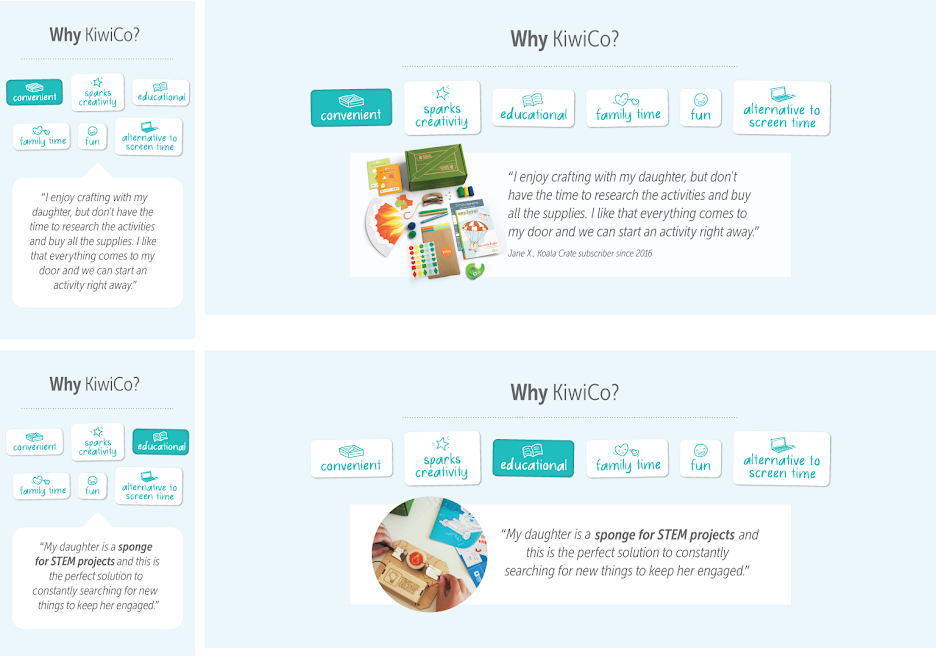 Why KiwiCo?
convenient
sparks
creativity
educational
family time
fun
alternative to
screen time
“I enjoy crafting with my
daughter, but don't have the
time to research the activities
and buy all the supplies. I like
that everything comes to my
door and we can start an
activity right away.”
Why KiwiCo?
convenient
sparks
creativity
educational
family time
fun
alternative to
screen time
“I enjoy crafting with my daughter, but don't
have the time to research the activities and buy
all the supplies. I like that everything comes to
my door and we can start an activity right away.”
Jane X., Koala Crate subscriber since 2016
Why KiwiCo?
convenient
sparks
creativity
educational
family time
fun
alternative to
screen time
“My daughter is a sponge
for STEM projects and this is
the perfect solution to
constantly searching for new
things to keep her engaged.”
Why KiwiCo?
convenient
sparks
creativity
educational
family time
fun
alternative to
screen time
“My daughter is a sponge for STEM projects and
this is the perfect solution to constantly
searching for new things to keep her engaged.”